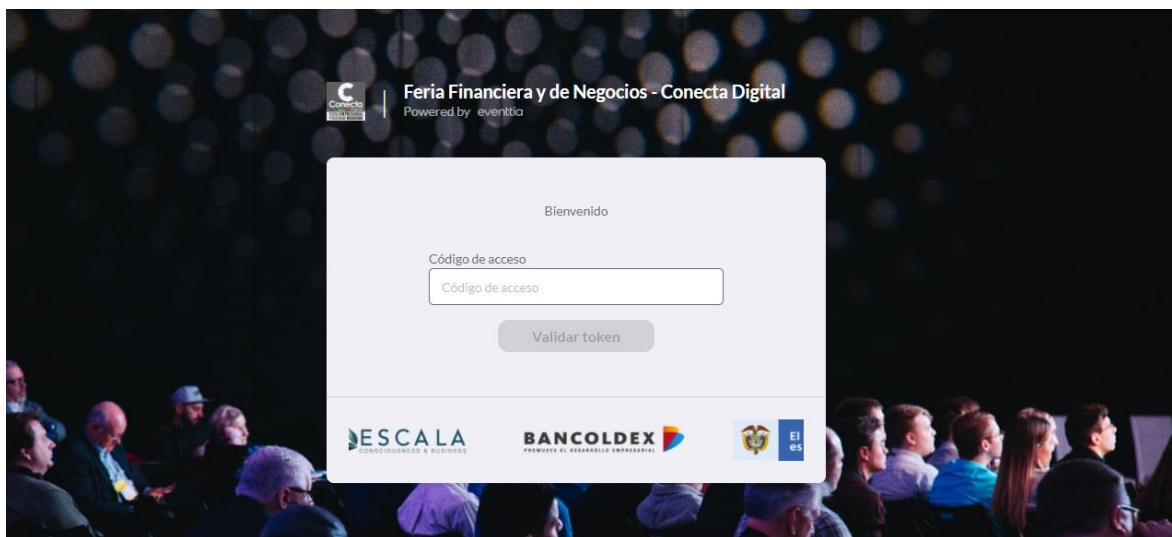 Conecta
Feria Financiera y de Negocios - Conecta Digital
Powered by eventtia
Bienvenido
Código de acceso
Código de acceso
Validar token
ESCALA
CONSCIOUSNESS & BUSINESS
BANCOLDEX
PROMUEVE EL DESARROLLO EMPRESARIAL
El
es